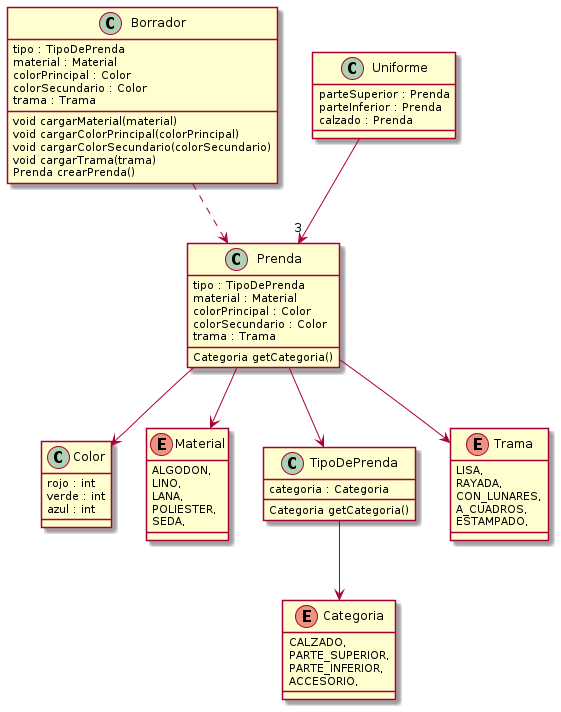 C Borrador
tipo : TipoDePrenda
material : Material
colorPrincipal : Color
colorSecundario : Color
trama : Trama
void cargarMaterial(material)
void cargarColorPrincipal(colorPrincipal)
void cargarColorSecundario(colorSecundario)
void cargarTrama(trama)
Prenda crearPrenda()
C Uniforme
parteSuperior : Prenda
parteInferior : Prenda
calzado : Prenda
3
C Prenda
tipo : TipoDePrenda
material : Material
colorPrincipal : Color
colorSecundario : Color
trama : Trama
Categoria getCategoria()
C Color
rojo : int
verde : int
azul : int
E Material
ALGODON,
LINO,
LANA,
POLIESTER,
SEDA,
C TipoDePrenda
categoria : Categoria
Categoria getCategoria()
E Trama
LISA,
RAYADA,
CON_LUNARES,
A_CUADROS,
ESTAMPADO,
E Categoria
CALZADO,
PARTE_SUPERIOR,
PARTE_INFERIOR,
ACCESORIO,